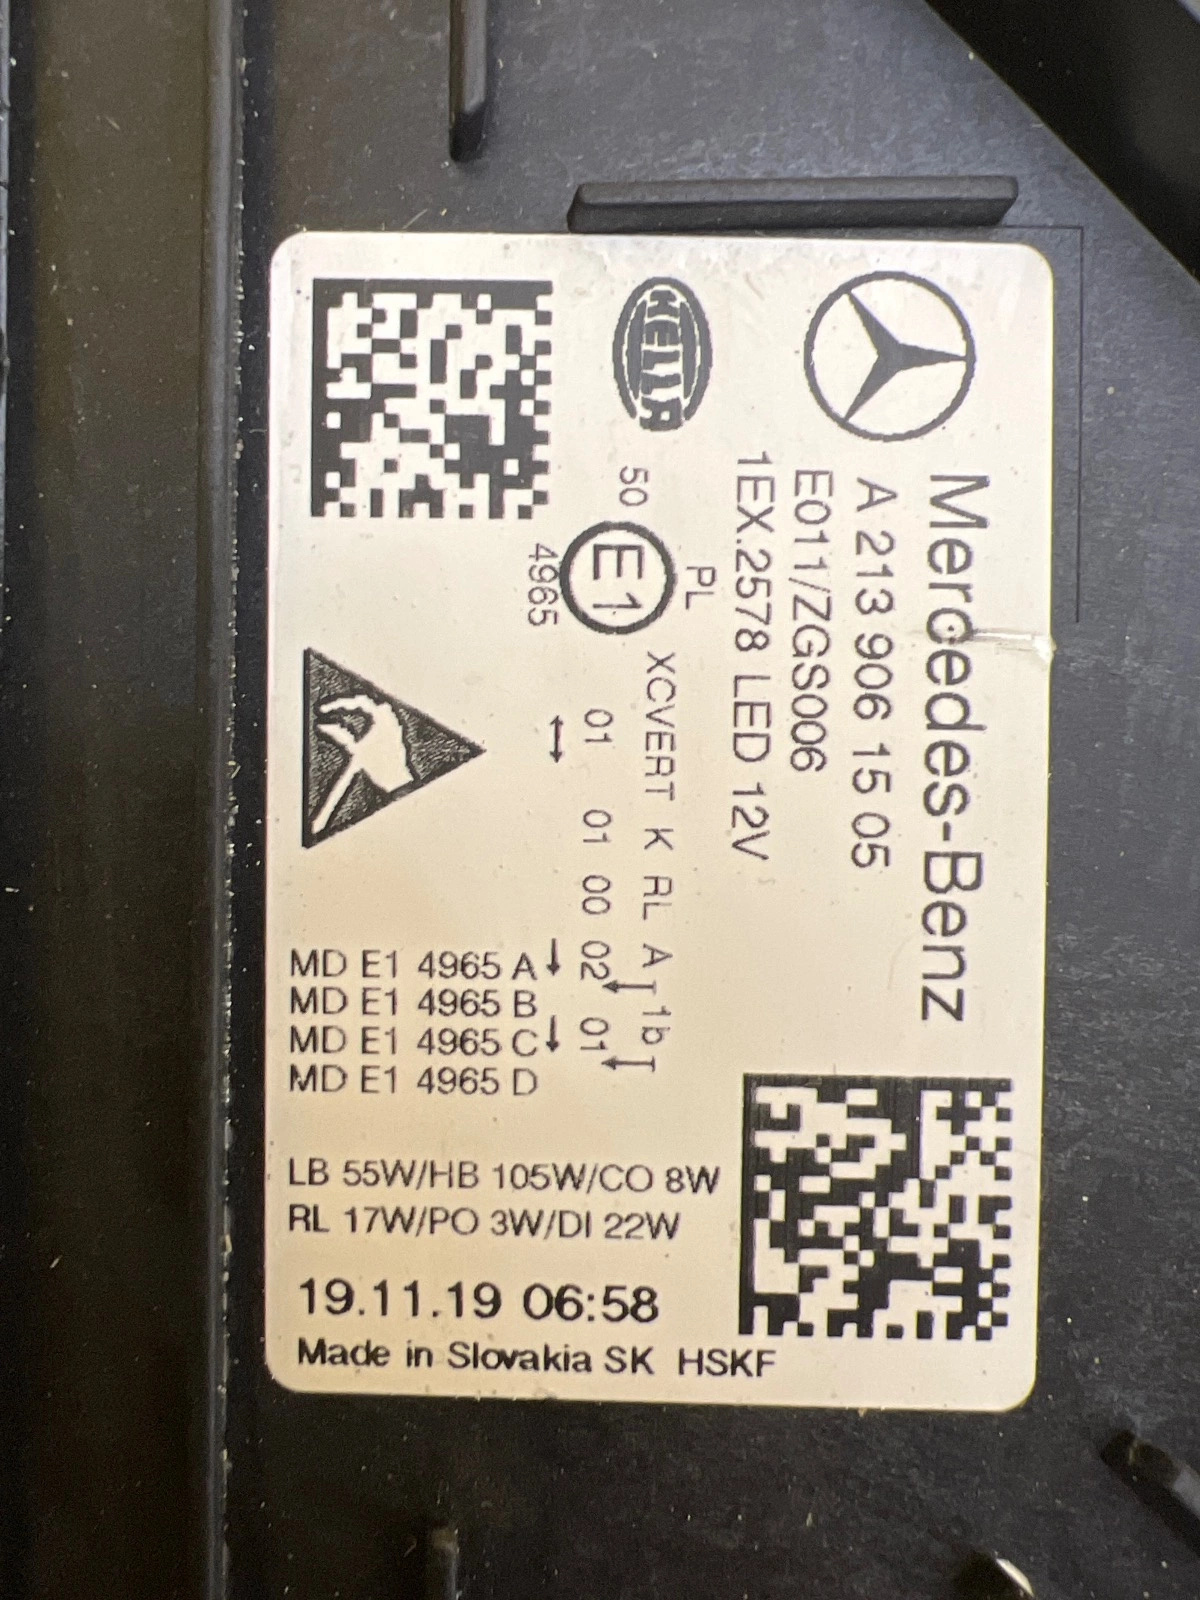 Mercedes-Benz
A 213 906 15 05
E011/ZGS006
1EX.2578 LED 12V
HELLA
PL
50 E1 XCVERT K RL A 1b
01 01 00 02 01
4965 ↔
MD E1 4965 A↓
MD E1 4965 B
MD E1 4965 C↓
MD E1 4965 D
LB 55W/HB 105W/CO 8W
RL 17W/PO 3W/DI 22W
19.11.19 06:58
Made in Slovakia SK HSKF